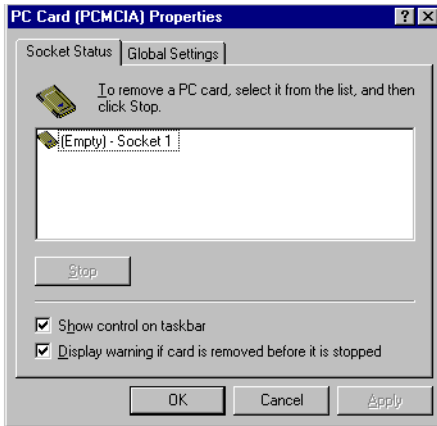 PC Card (PCMCIA) Properties
Socket Status
Global Settings
To remove a PC card, select it from the list, and then
click Stop.
(Empty) - Socket 1
Stop
Show control on taskbar
Display warning if card is removed before it is stopped
OK
Cancel
Apply